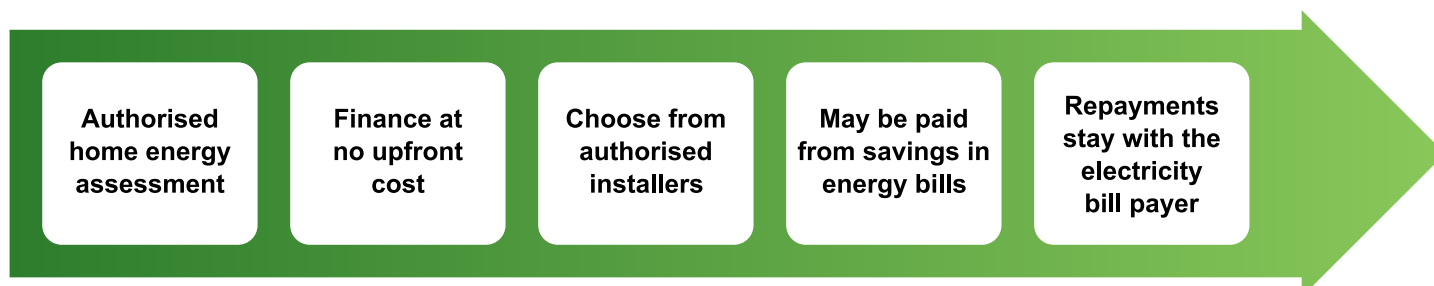 Authorised
home energy
assessment
Finance at
no upfront
cost
Choose from
authorised
installers
May be paid
from savings in
energy bills
Repayments
stay with the
electricity
bill payer